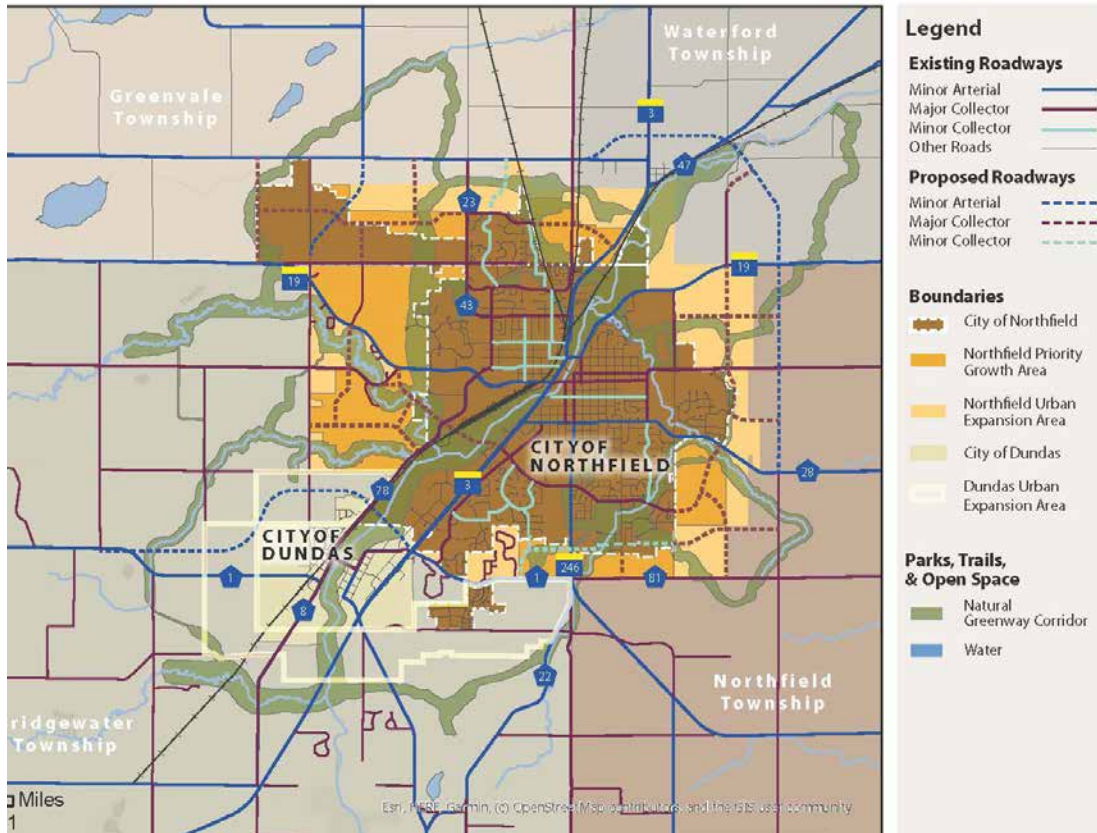 Waterford
Township
Greenvale
Township
3
47
23
19
19
43
CITY OF
NORTHFIELD
3
28
78
CITY OF
DUNDAS
1
1
246
81
8
22
Northfield
Township
ridgewater
Township
Miles
1
Esri, HERE, Garmin, (c) OpenStreetMap contributors, and the GIS user community
Legend
Existing Roadways
Minor Arterial
Major Collector
Minor Collector
Other Roads
Proposed Roadways
Minor Arterial
Major Collector
Minor Collector
Boundaries
City of Northfield
Northfield Priority
Growth Area
Northfield Urban
Expansion Area
City of Dundas
Dundas Urban
Expansion Area
Parks, Trails,
& Open Space
Natural
Greenway Corridor
Water